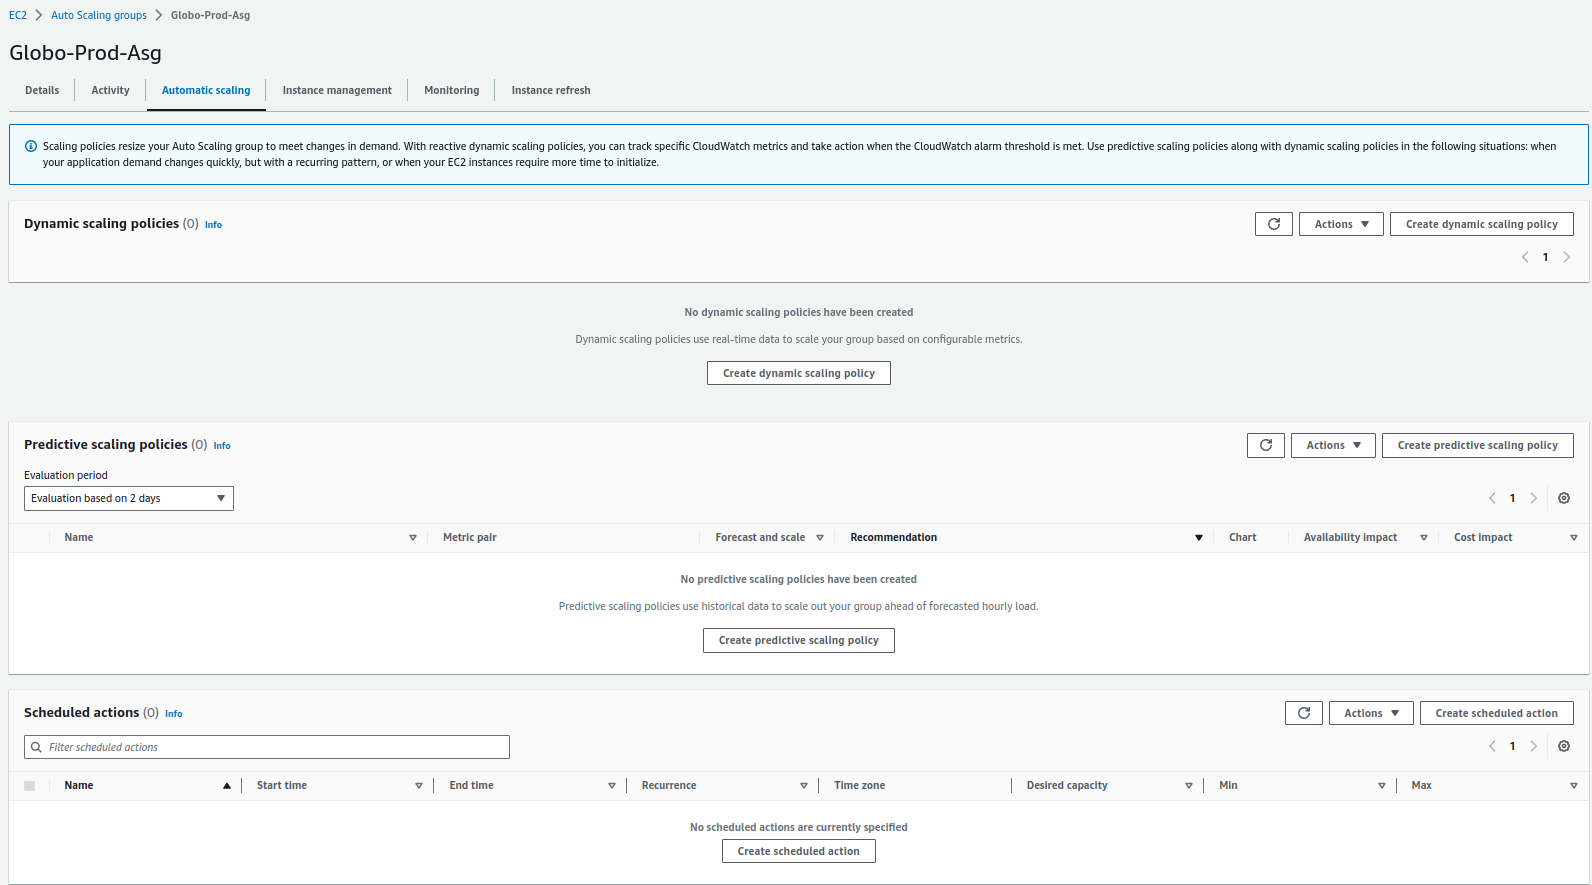 EC2 Auto Scaling groups Globo-Prod-Asg
Globo-Prod-Asg
Details Activity Automatic scaling Instance management Monitoring Instance refresh
Scaling policies resize your Auto Scaling group to meet changes in demand. With reactive dynamic scaling policies, you can track specific CloudWatch metrics and take action when the CloudWatch alarm threshold is met. Use predictive scaling policies along with dynamic scaling policies in the following situations: when
your application demand changes quickly, but with a recurring pattern, or when your EC2 instances require more time to initialize.
Dynamic scaling policies (0) Info Actions Create dynamic scaling policy
1
No dynamic scaling policies have been created
Dynamic scaling policies use real-time data to scale your group based on configurable metrics.
Create dynamic scaling policy
Predictive scaling policies (0) Info Actions Create predictive scaling policy
Evaluation period
Evaluation based on 2 days 1
Name Metric pair Forecast and scale Recommendation Chart Availability impact Cost impact
No predictive scaling policies have been created
Predictive scaling policies use historical data to scale out your group ahead of forecasted hourly load.
Create predictive scaling policy
Scheduled actions (0) Info Actions Create scheduled action
Filter scheduled actions 1
Name Start time End time Recurrence Time zone Desired capacity Min Max
No scheduled actions are currently specified
Create scheduled action